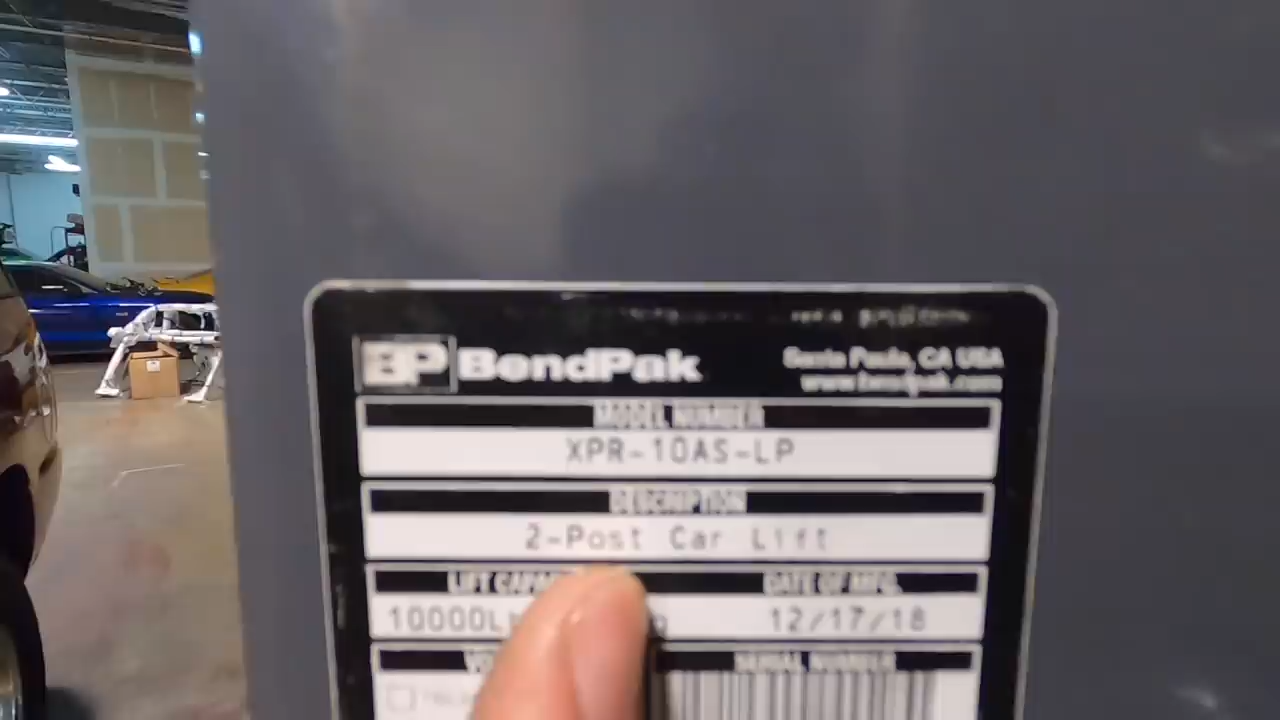 BP BendPak
Santa Paula, CA USA
www.bendpak.com
MODEL NUMBER
XPR-10AS-LP
DESCRIPTION
2-Post Car Lift
DATE OF MFG.
12/17/18
SERIAL NUMBER